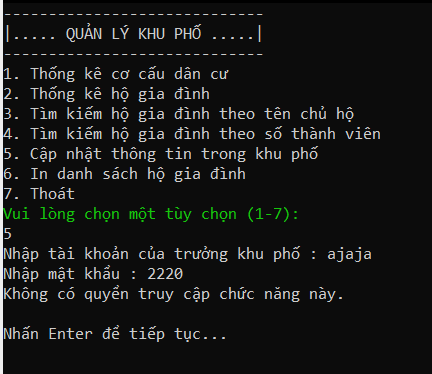 -----------------------------
|..... QUẢN LÝ KHU PHỐ .....|
-----------------------------
1. Thống kê cơ cấu dân cư
2. Thống kê hộ gia đình
3. Tìm kiếm hộ gia đình theo tên chủ hộ
4. Tìm kiếm hộ gia đình theo số thành viên
5. Cập nhật thông tin trong khu phố
6. In danh sách hộ gia đình
7. Thoát
Vui lòng chọn một tùy chọn (1-7):
5
Nhập tài khoản của trưởng khu phố : ajaja
Nhập mật khẩu : 2220
Không có quyền truy cập chức năng này.
Nhấn Enter để tiếp tục...